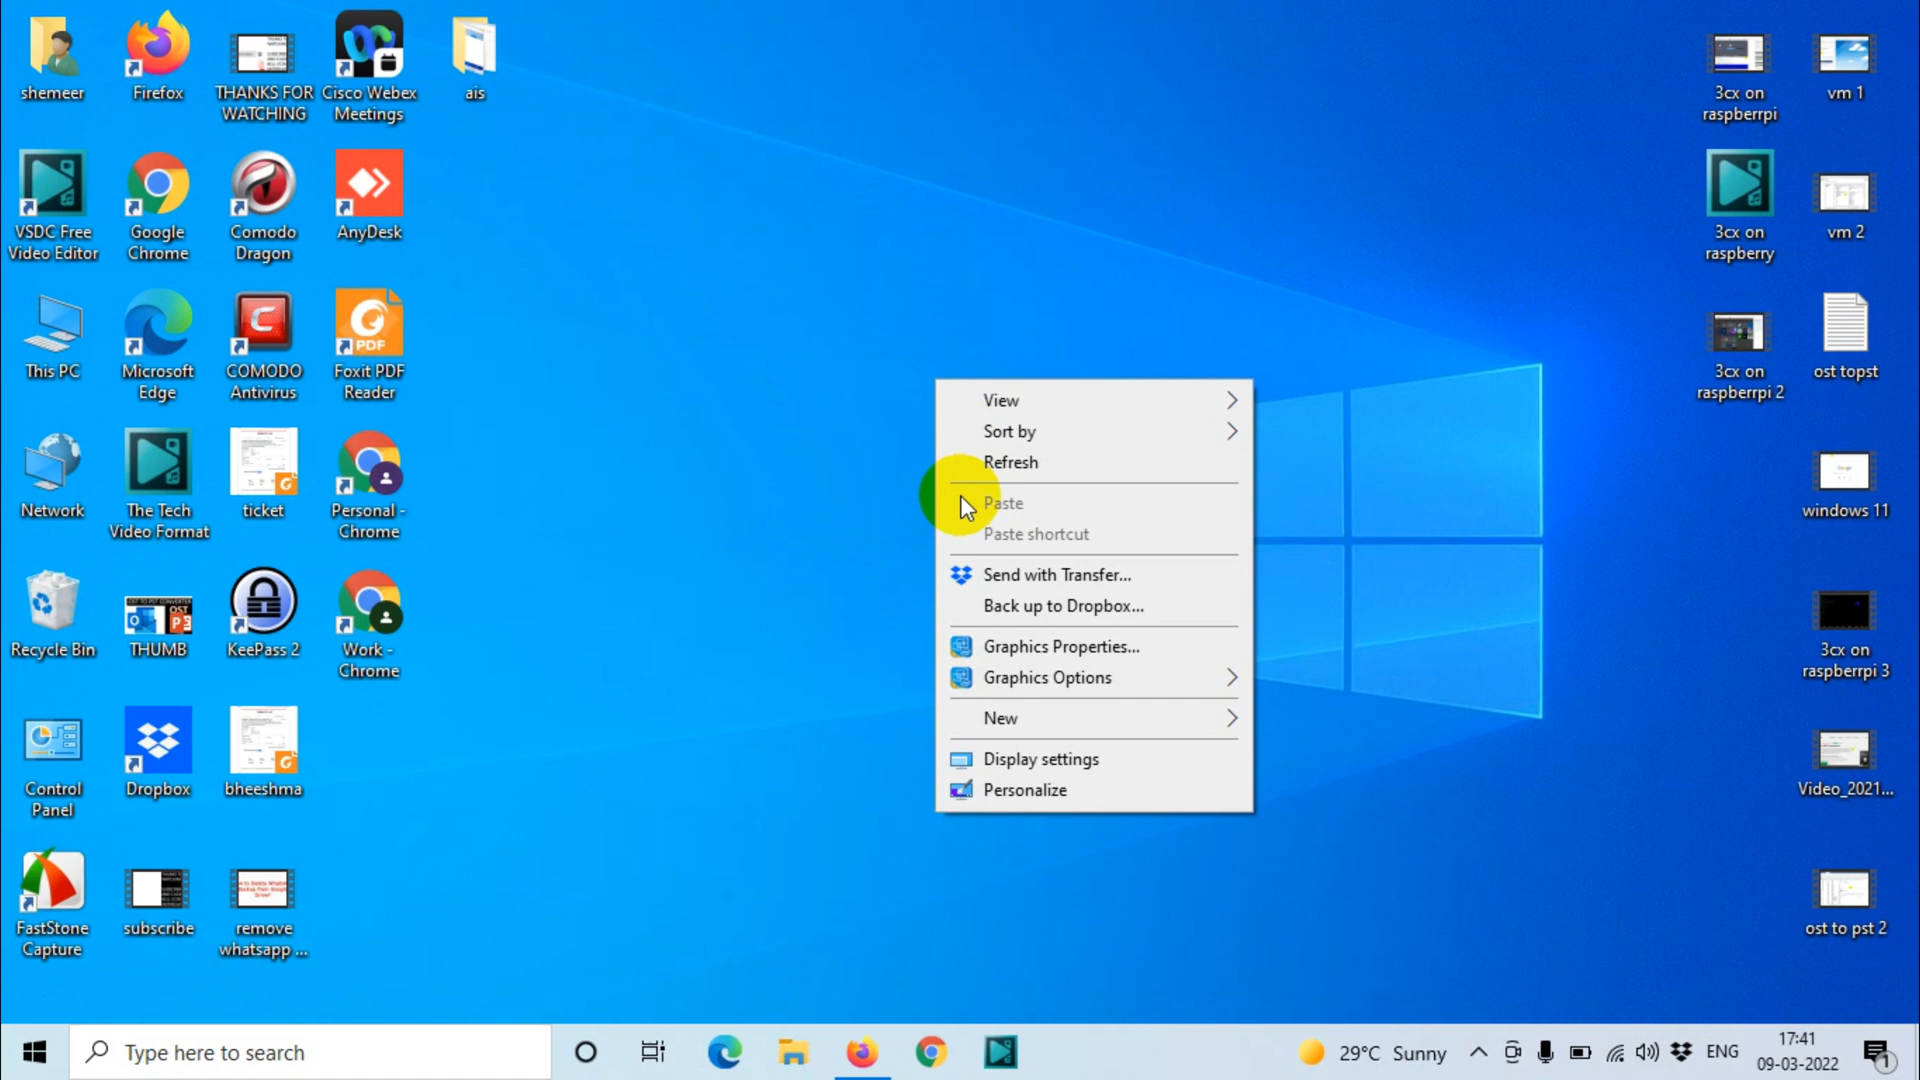 shemeer
Firefox
THANKS FOR
WATCHING
Cisco Webex
Meetings
ais
3cx on
raspberrpi
vm 1
VSDC Free
Video Editor
Google
Chrome
Comodo
Dragon
AnyDesk
3cx on
raspberry
vm 2
This PC
Microsoft
Edge
COMODO
Antivirus
PDF
Foxit PDF
Reader
3cx on
raspberrpi 2
ost topst
Network
The Tech
Video Format
ticket
Personal -
Chrome
windows 11
Recycle Bin
THUMB
KeePass 2
Work -
Chrome
3cx on
raspberrpi 3
Control
Panel
Dropbox
bheeshma
Video_2021...
FastStone
Capture
subscribe
remove
whatsapp ...
ost to pst 2
View
Sort by
Refresh
Paste
Paste shortcut
Send with Transfer...
Back up to Dropbox...
Graphics Properties...
Graphics Options
New
Display settings
Personalize
Type here to search
29°C Sunny
ENG
17:41
09-03-2022
1